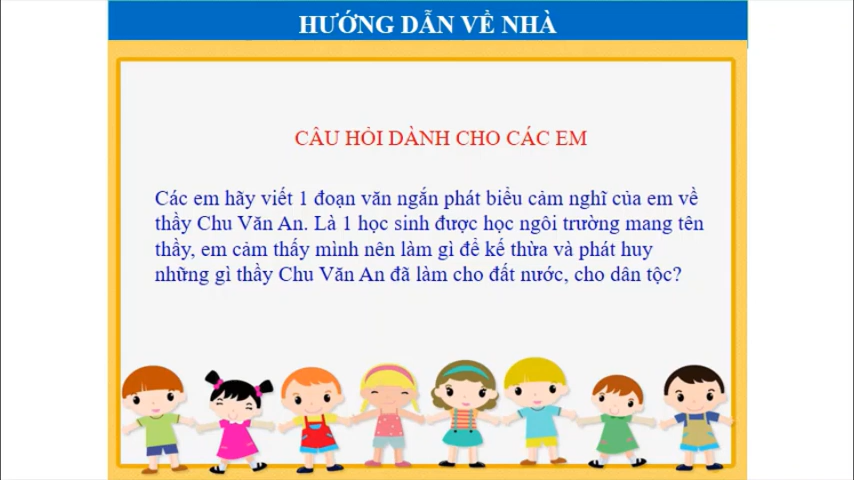 HƯỚNG DẪN VỀ NHÀ
CÂU HỎI DÀNH CHO CÁC EM
Các em hãy viết 1 đoạn văn ngắn phát biểu cảm nghĩ của em về
thầy Chu Văn An. Là 1 học sinh được học ngôi trường mang tên
thầy, em cảm thấy mình nên làm gì để kế thừa và phát huy
những gì thầy Chu Văn An đã làm cho đất nước, cho dân tộc?